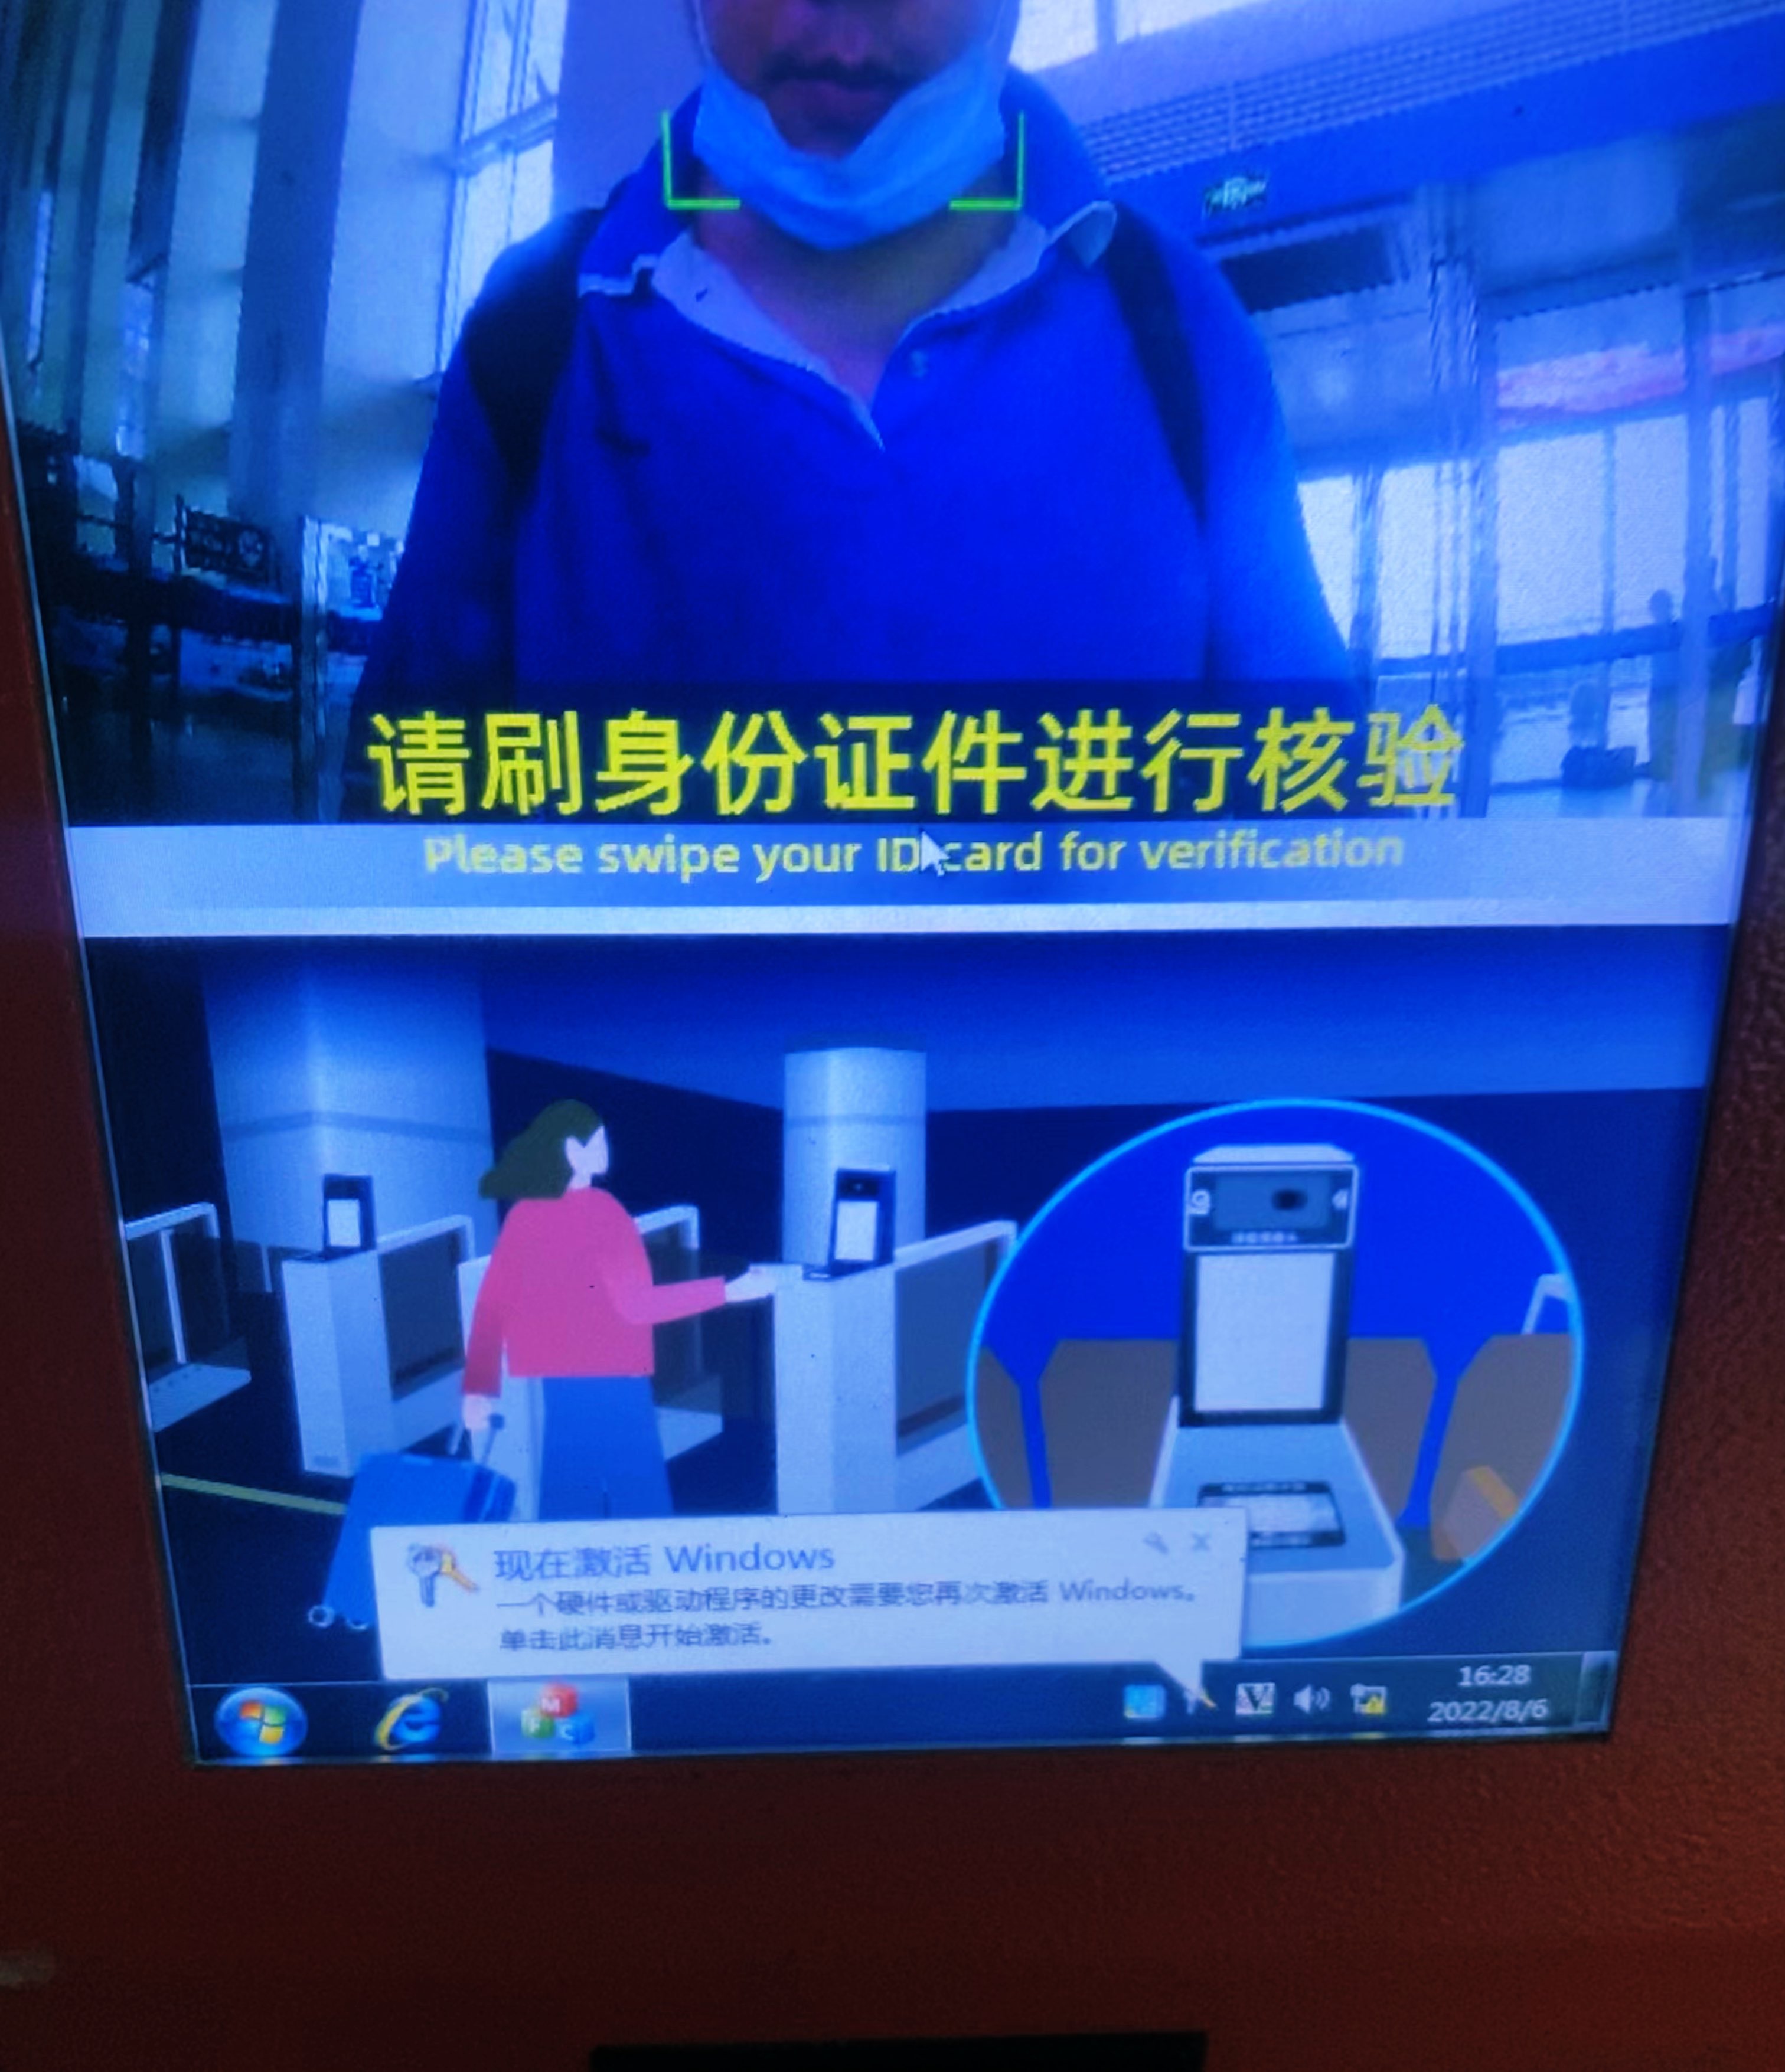 请刷身份证件进行核验
Please swipe your ID card for verification
现在激活 Windows
一个硬件或驱动程序的更改需要您再次激活 Windows。
单击此消息开始激活。
M
F C
V
16:28
2022/8/6